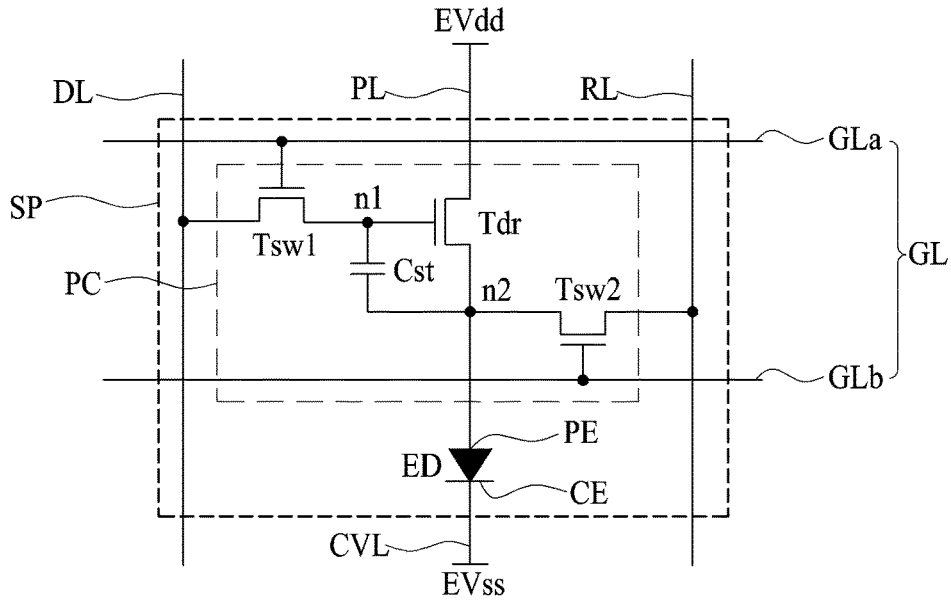 EVdd
DL
PL
RL
GLa
SP
n1
Tdr
Tsw1
GL
PC
Cst
n2
Tsw2
GLb
PE
ED
CE
CVL
EVss